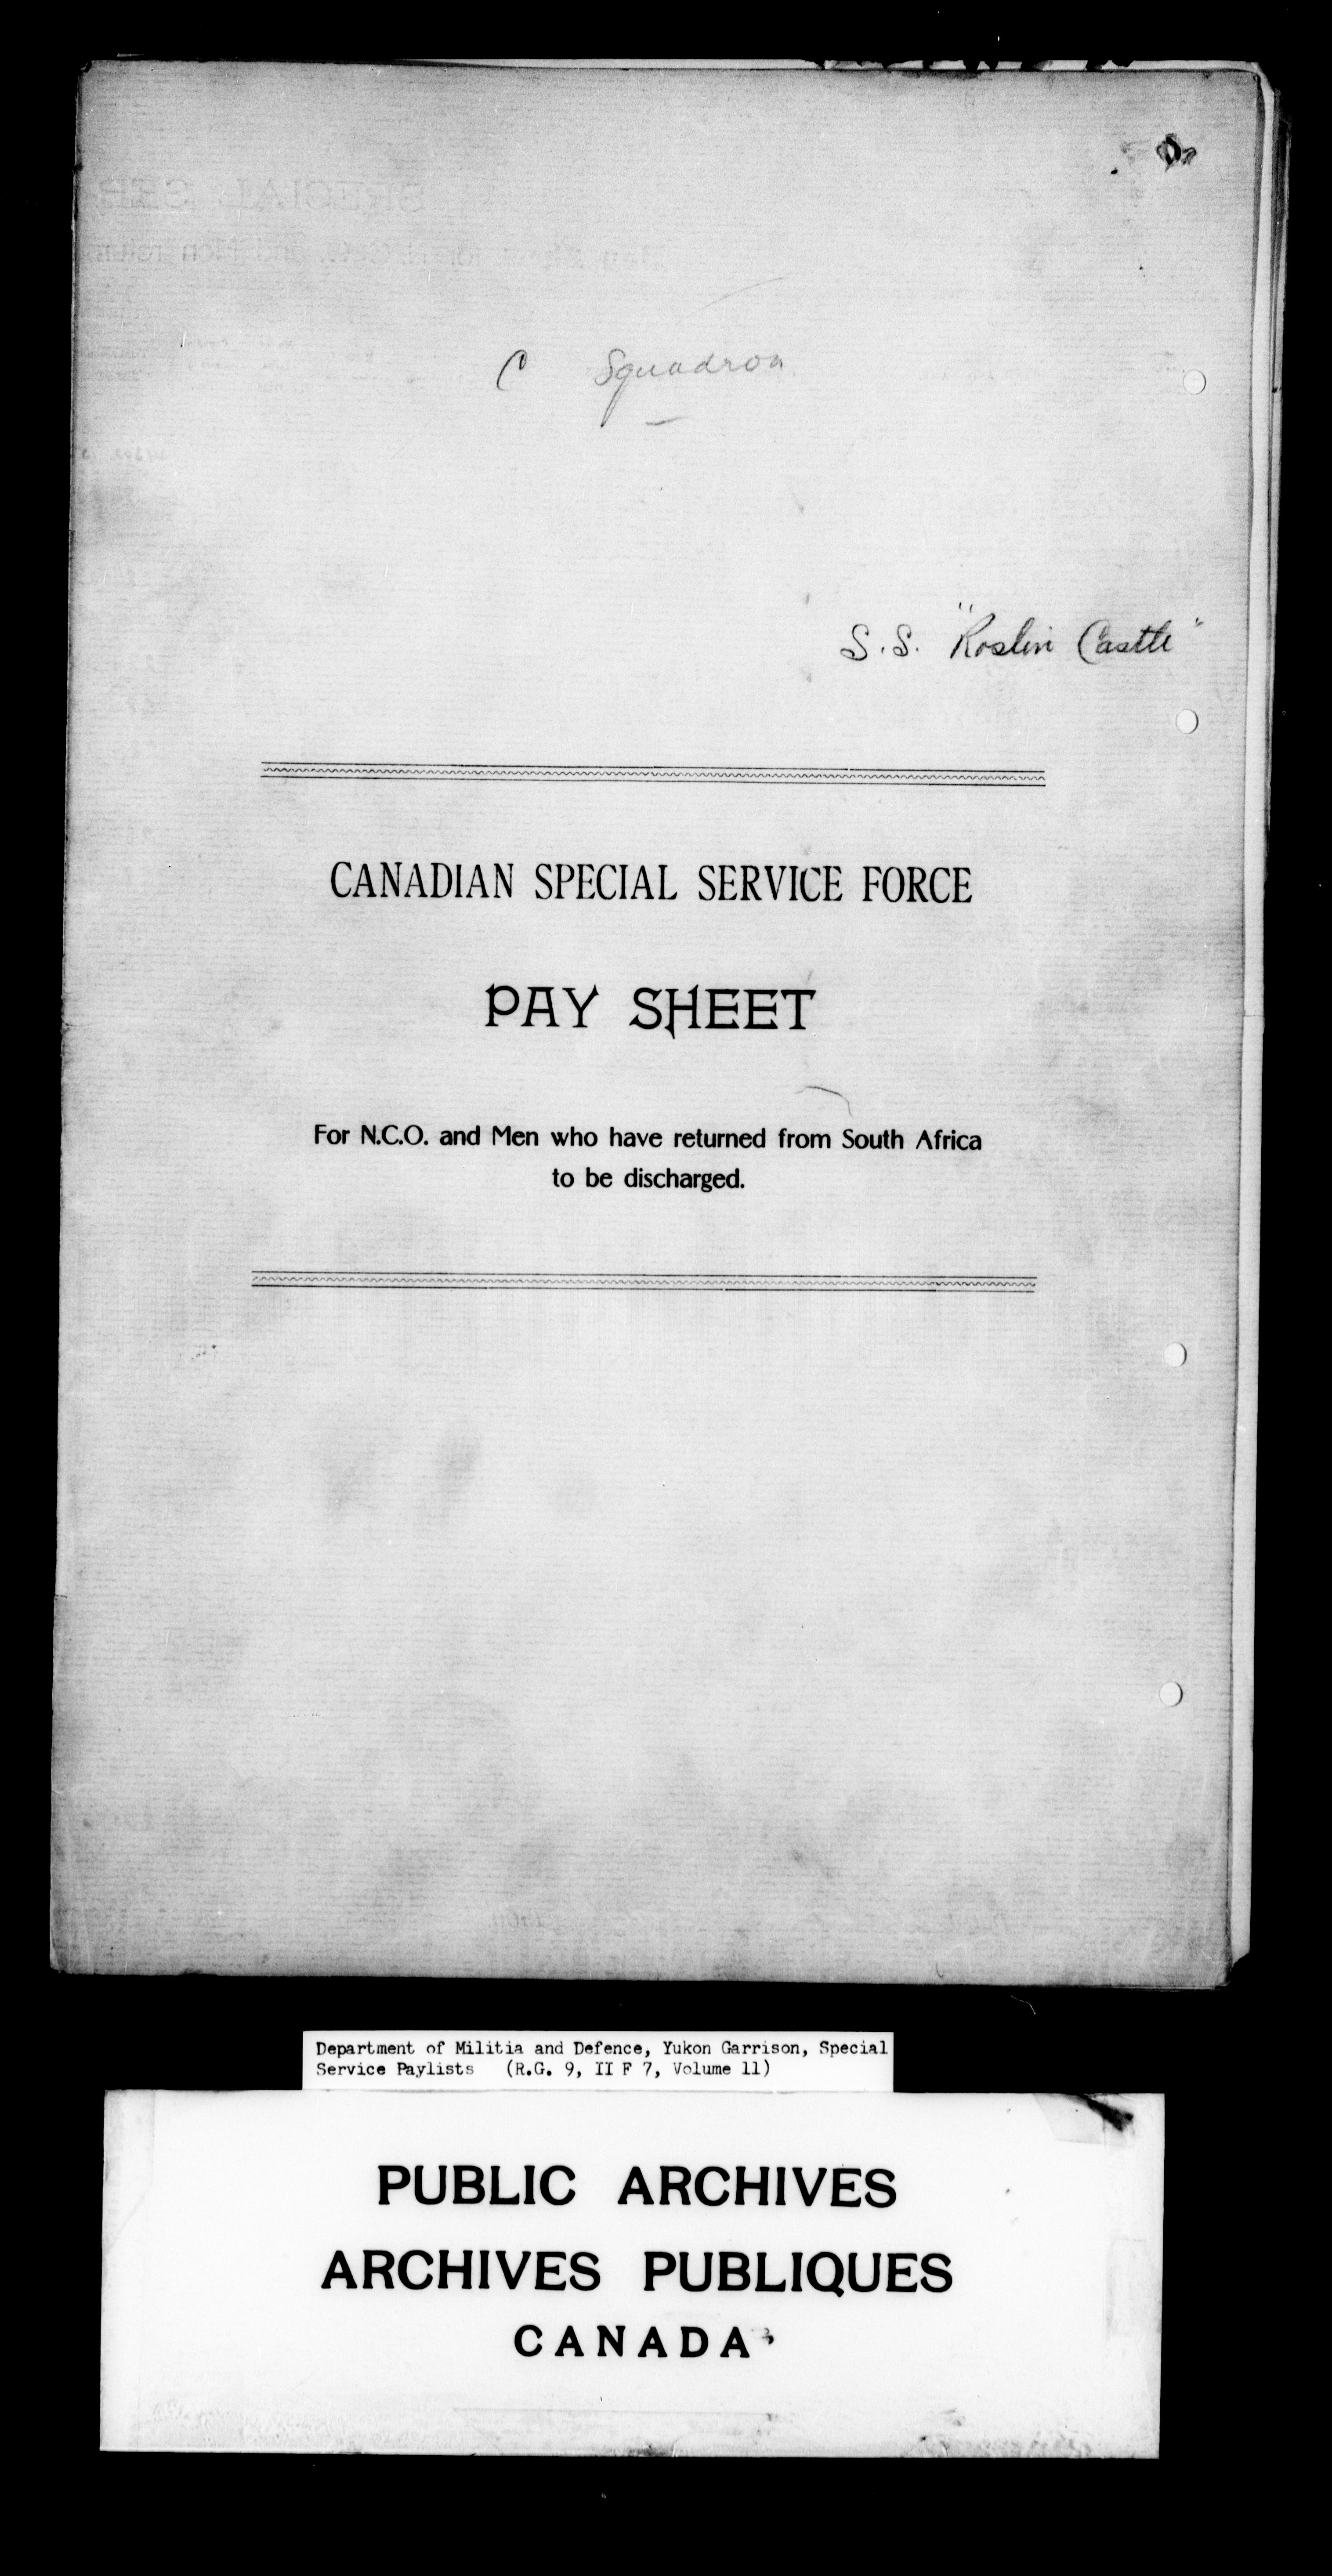 C Squadron
S.S. "Roslin Castle"
CANADIAN SPECIAL SERVICE FORCE
PAY SHEET
For N.C.O. and Men who have returned from South Africa
to be discharged.
Department of Militia and Defence, Yukon Garrison, Special
Service Paylists (R.G. 9, II F 7, Volume 11)
PUBLIC ARCHIVES
ARCHIVES PUBLIQUES
CANADA